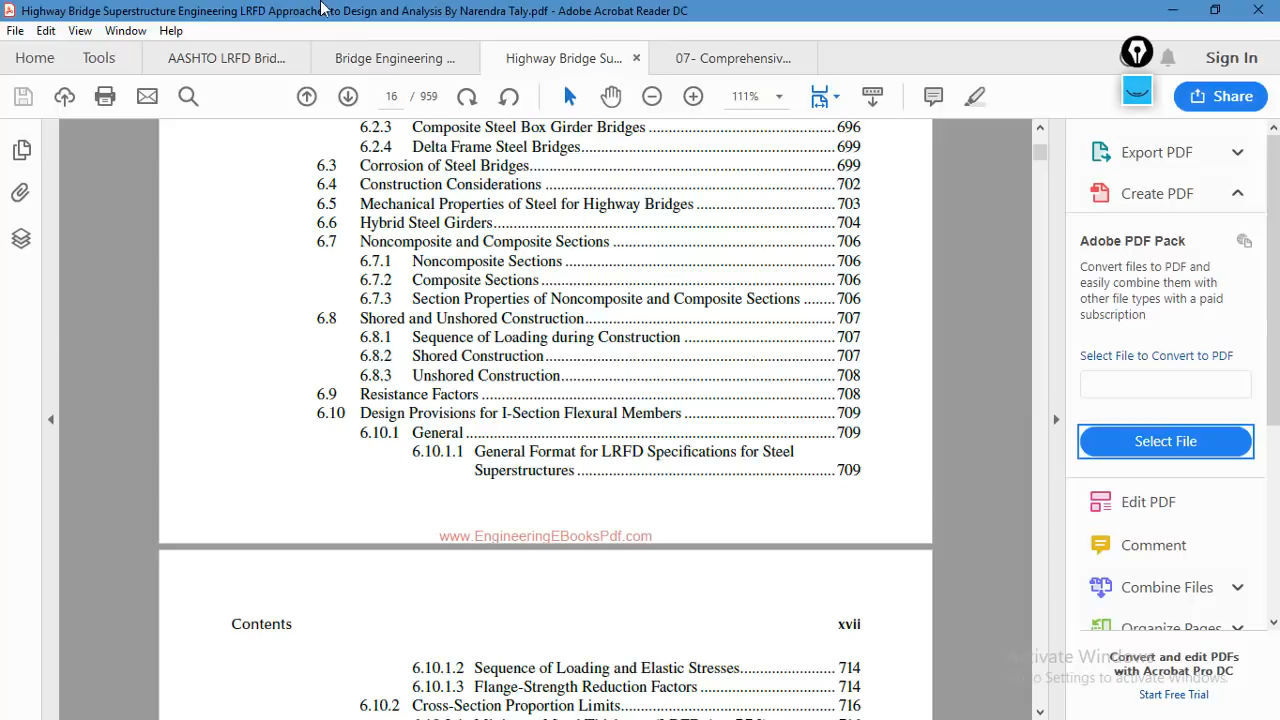 Highway Bridge Superstructure Engineering LRFD Approaches to Design and Analysis By Narendra Taly.pdf - Adobe Acrobat Reader DC
File Edit View Window Help
Home Tools AASHTO LRFD Brid... Bridge Engineering ... Highway Bridge Su... × 07- Comprehensiv... Sign In
16 / 959 111% Share
6.2.3 Composite Steel Box Girder Bridges 696
6.2.4 Delta Frame Steel Bridges 699
6.3 Corrosion of Steel Bridges 699
6.4 Construction Considerations 702
6.5 Mechanical Properties of Steel for Highway Bridges 703
6.6 Hybrid Steel Girders 704
6.7 Noncomposite and Composite Sections 706
6.7.1 Noncomposite Sections 706
6.7.2 Composite Sections 706
6.7.3 Section Properties of Noncomposite and Composite Sections 706
6.8 Shored and Unshored Construction 707
6.8.1 Sequence of Loading during Construction 707
6.8.2 Shored Construction 707
6.8.3 Unshored Construction 708
6.9 Resistance Factors 708
6.10 Design Provisions for I-Section Flexural Members 709
6.10.1 General 709
6.10.1.1 General Format for LRFD Specifications for Steel
Superstructures 709
www.EngineeringEBooksPdf.com
Contents xvii
6.10.1.2 Sequence of Loading and Elastic Stresses 714
6.10.1.3 Flange-Strength Reduction Factors 714
6.10.2 Cross-Section Proportion Limits 716
Export PDF
Create PDF
Adobe PDF Pack
Convert files to PDF and
easily combine them with
other file types with a paid
subscription
Select File to Convert to PDF
Select File
Edit PDF
Comment
Combine Files
Organize Pages
Convert and edit PDFs
with Acrobat Pro DC
Start Free Trial
Activate Windows
to Settings to activate Windows.